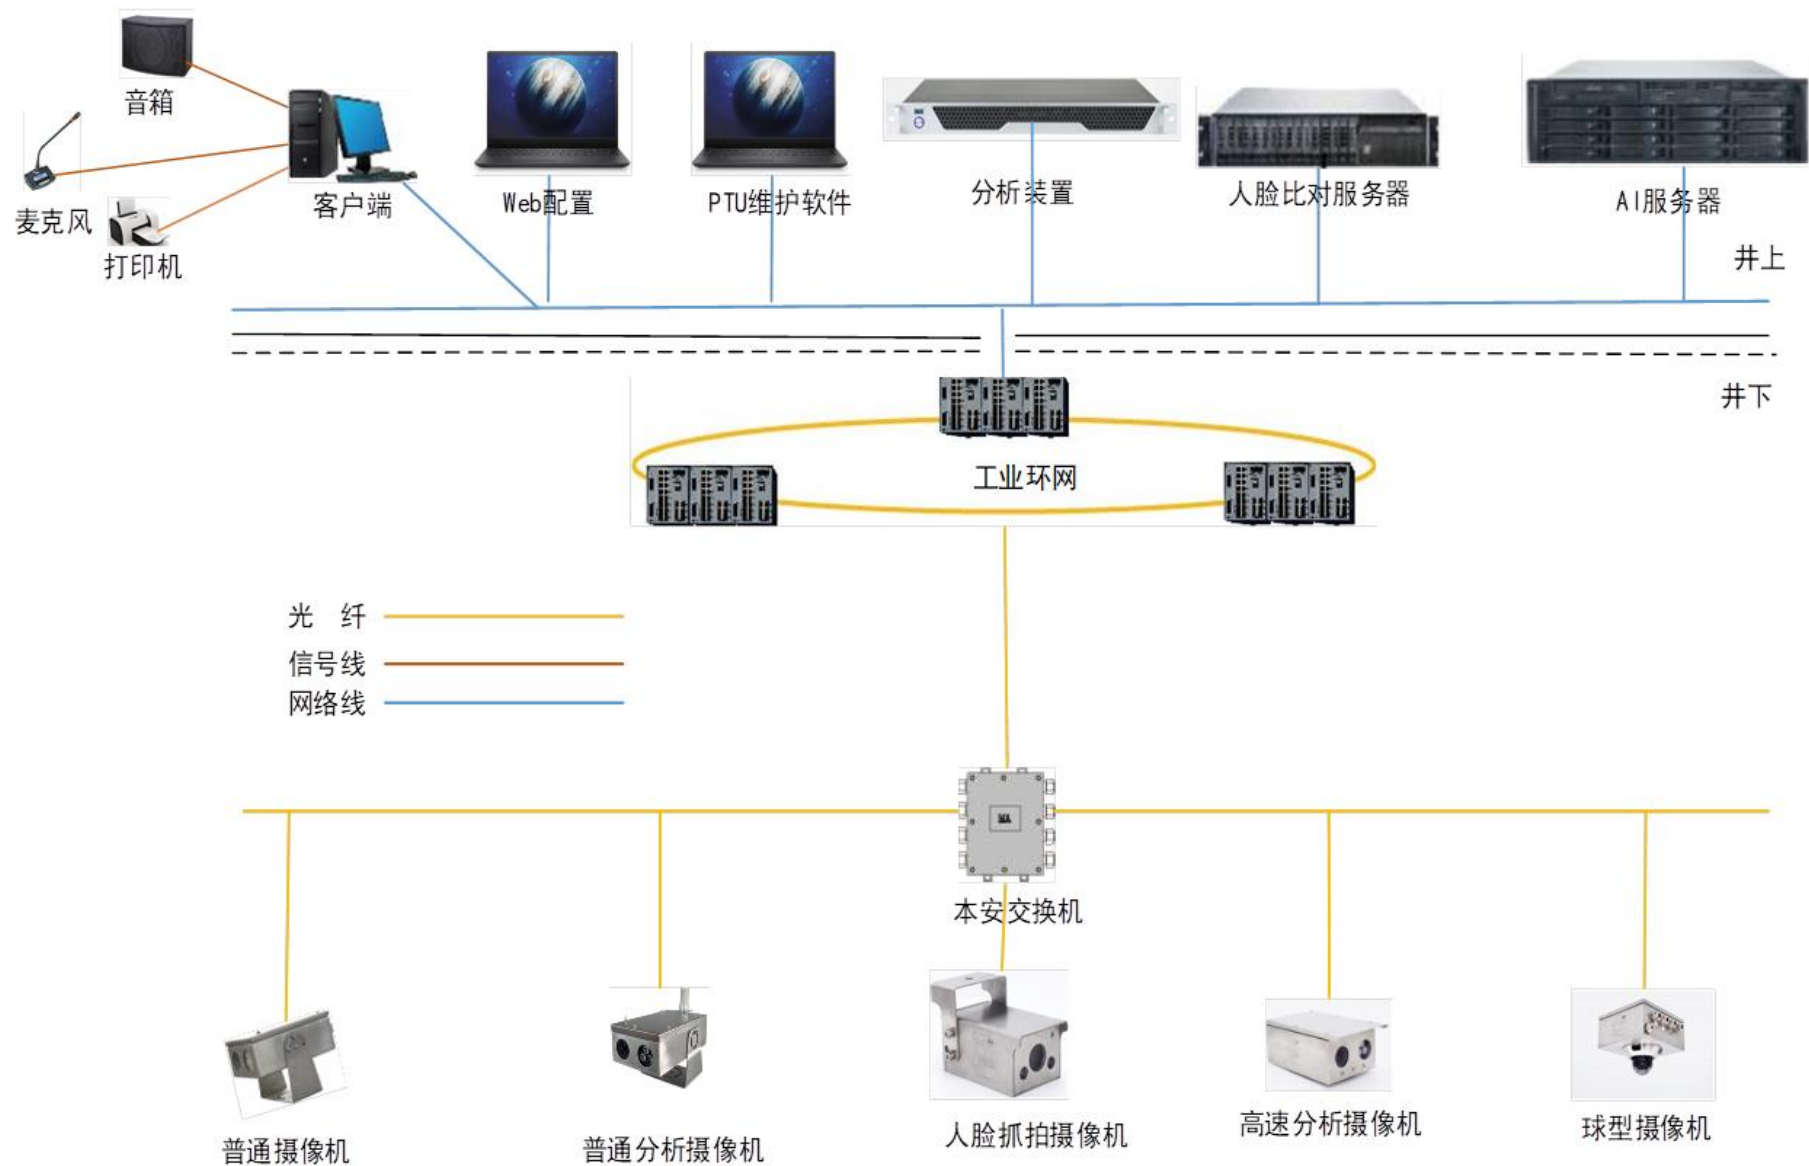 音箱
麦克风
打印机
客户端
Web配置
PTU维护软件
分析装置
人脸比对服务器
AI服务器
井上
井下
工业环网
光 纤
信号线
网络线
本安交换机
普通摄像机
普通分析摄像机
人脸抓拍摄像机
高速分析摄像机
球型摄像机